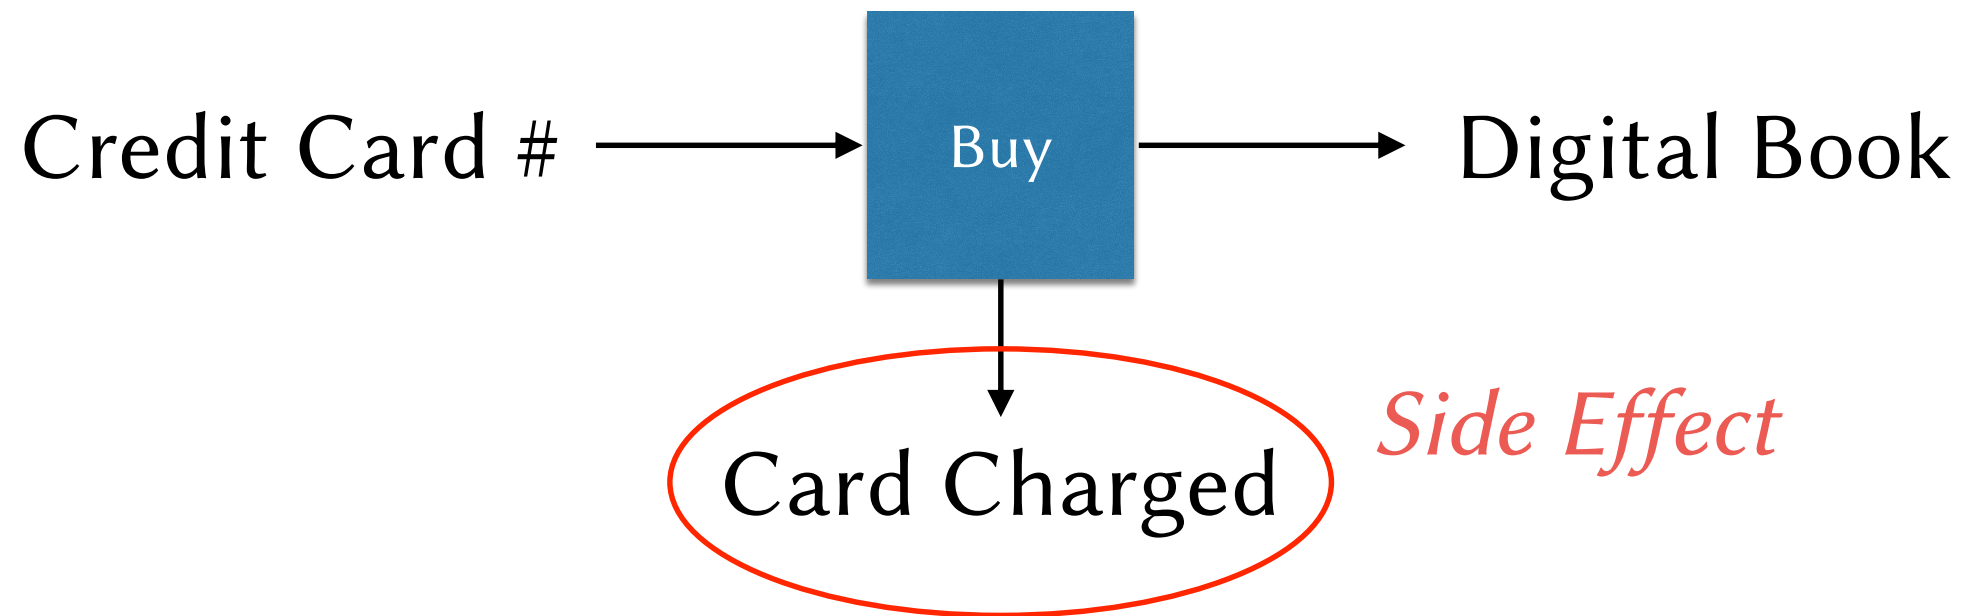 Credit Card #
Buy
Digital Book
Card Charged
Side Effect